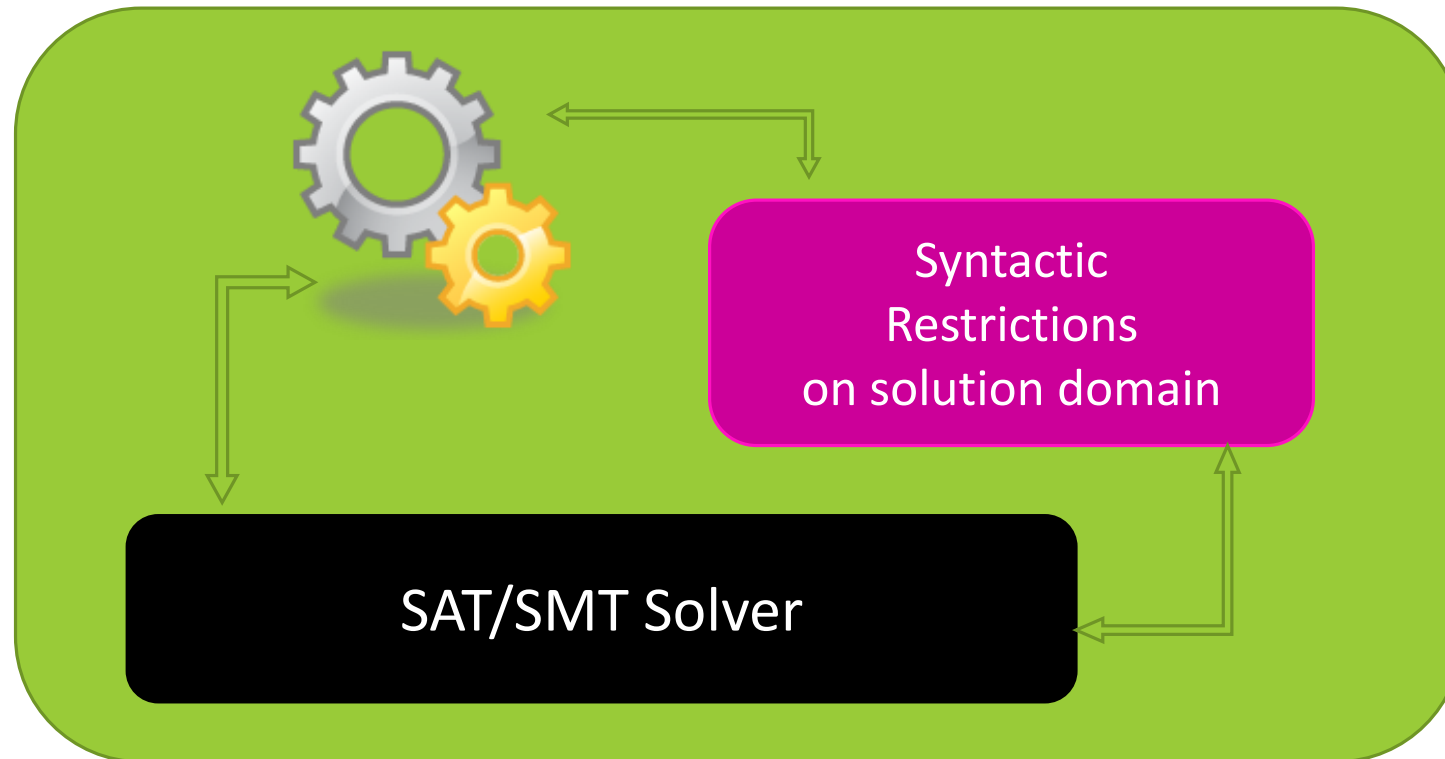 Syntactic
Restrictions
on solution domain
SAT/SMT Solver